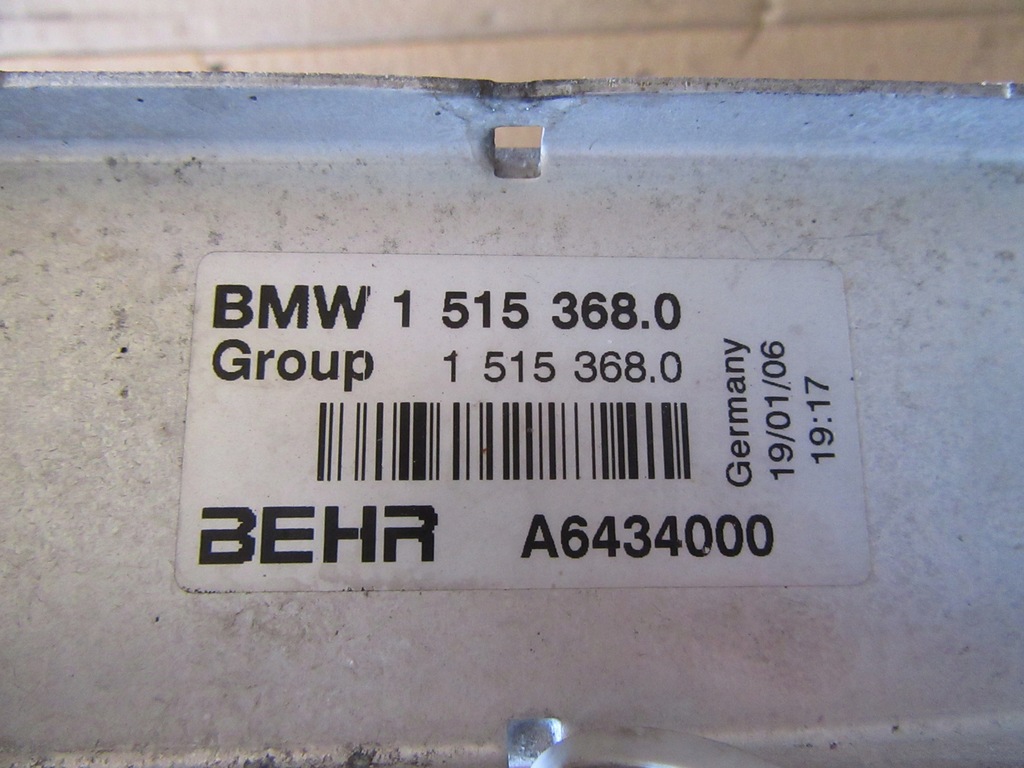 BMW 1 515 368.0
Group 1 515 368.0
BEHR A6434000
Germany
19/01/06
19:17